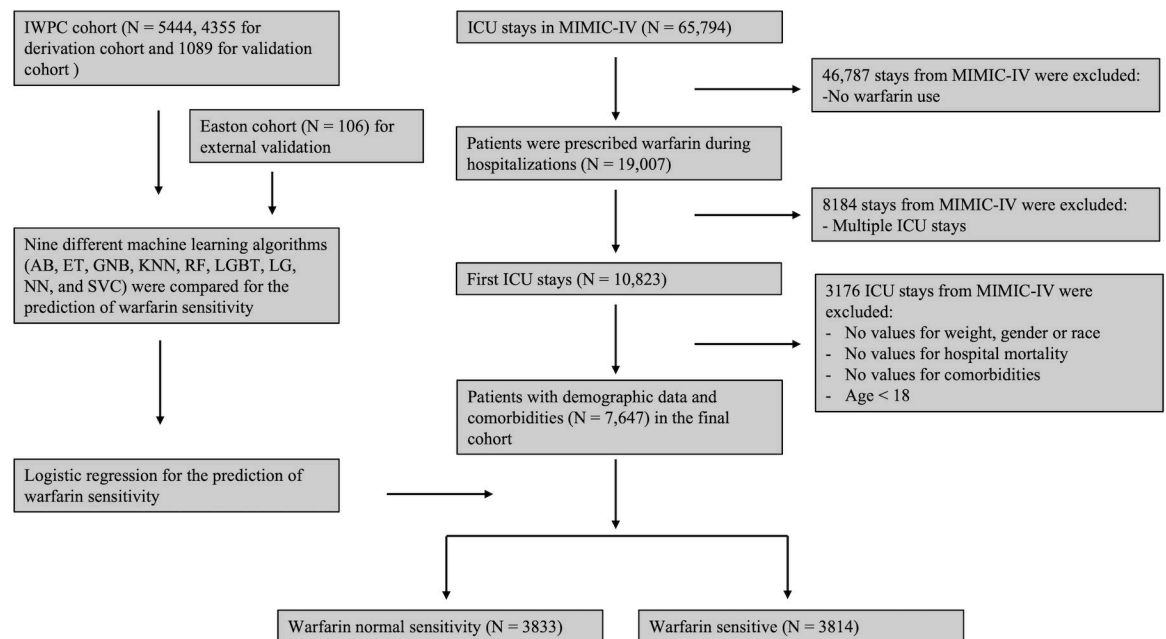 IWPC cohort (N = 5444, 4355 for
derivation cohort and 1089 for validation
cohort )
Easton cohort (N = 106) for
external validation
Nine different machine learning algorithms
(AB, ET, GNB, KNN, RF, LGBT, LG,
NN, and SVC) were compared for the
prediction of warfarin sensitivity
Logistic regression for the prediction of
warfarin sensitivity
ICU stays in MIMIC-IV (N = 65,794)
46,787 stays from MIMIC-IV were excluded:
-No warfarin use
Patients were prescribed warfarin during
hospitalizations (N = 19,007)
8184 stays from MIMIC-IV were excluded:
- Multiple ICU stays
First ICU stays (N = 10,823)
3176 ICU stays from MIMIC-IV were
excluded:
- No values for weight, gender or race
- No values for hospital mortality
- No values for comorbidities
- Age < 18
Patients with demographic data and
comorbidities (N = 7,647) in the final
cohort
Warfarin normal sensitivity (N = 3833)
Warfarin sensitive (N = 3814)